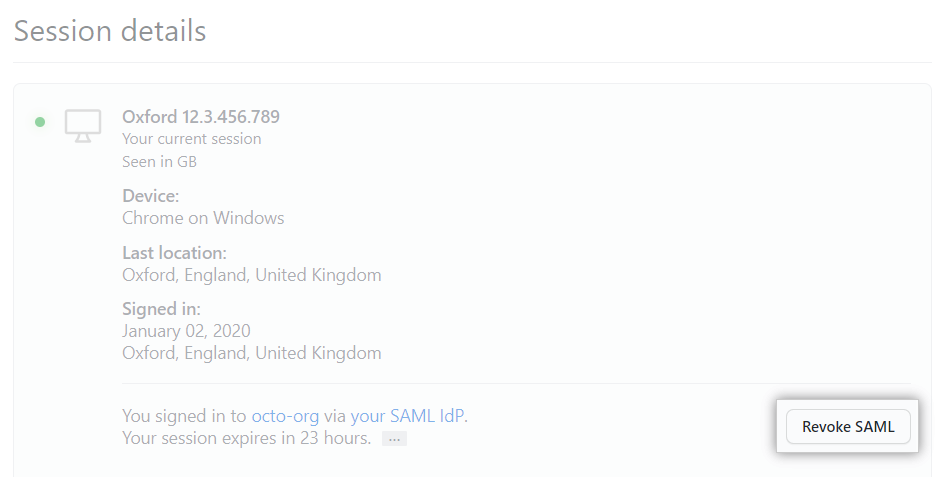 Session details
Oxford 12.3.456.789
Your current session
Seen in GB
Device:
Chrome on Windows
Last location:
Oxford, England, United Kingdom
Signed in:
January 02, 2020
Oxford, England, United Kingdom
You signed in to octo-org via your SAML IdP.
Your session expires in 23 hours. ...
Revoke SAML